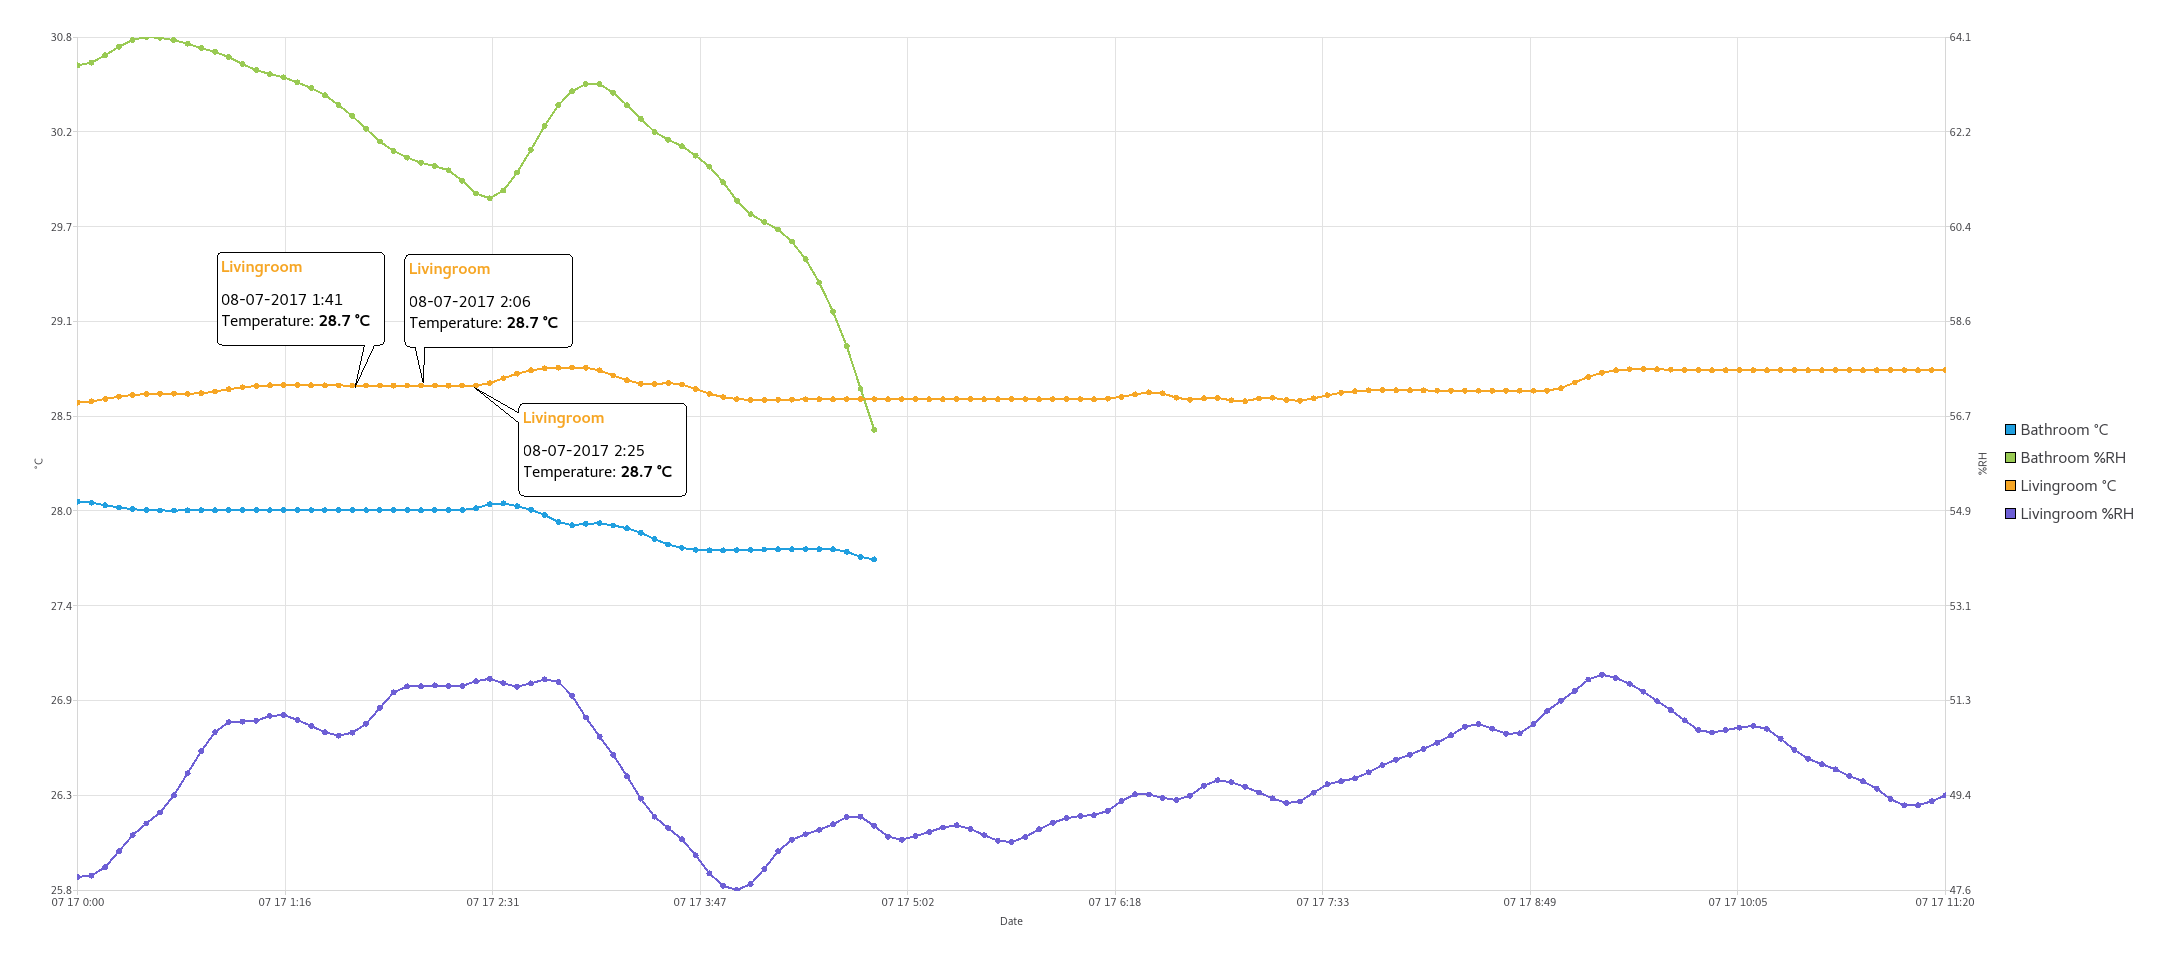 30.8
30.2
29.7
29.1
28.5
28.0
27.4
26.9
26.3
25.8
°C
64.1
62.2
60.4
58.6
56.7
54.9
53.1
51.3
49.4
47.6
%RH
Livingroom
08-07-2017 1:41
Temperature: 28.7 °C
Livingroom
08-07-2017 2:06
Temperature: 28.7 °C
Livingroom
08-07-2017 2:25
Temperature: 28.7 °C
Bathroom °C
Bathroom %RH
Livingroom °C
Livingroom %RH
07 17 0:00 07 17 1:16 07 17 2:31 07 17 3:47 07 17 5:02 07 17 6:18 07 17 7:33 07 17 8:49 07 17 10:05 07 17 11:20
Date